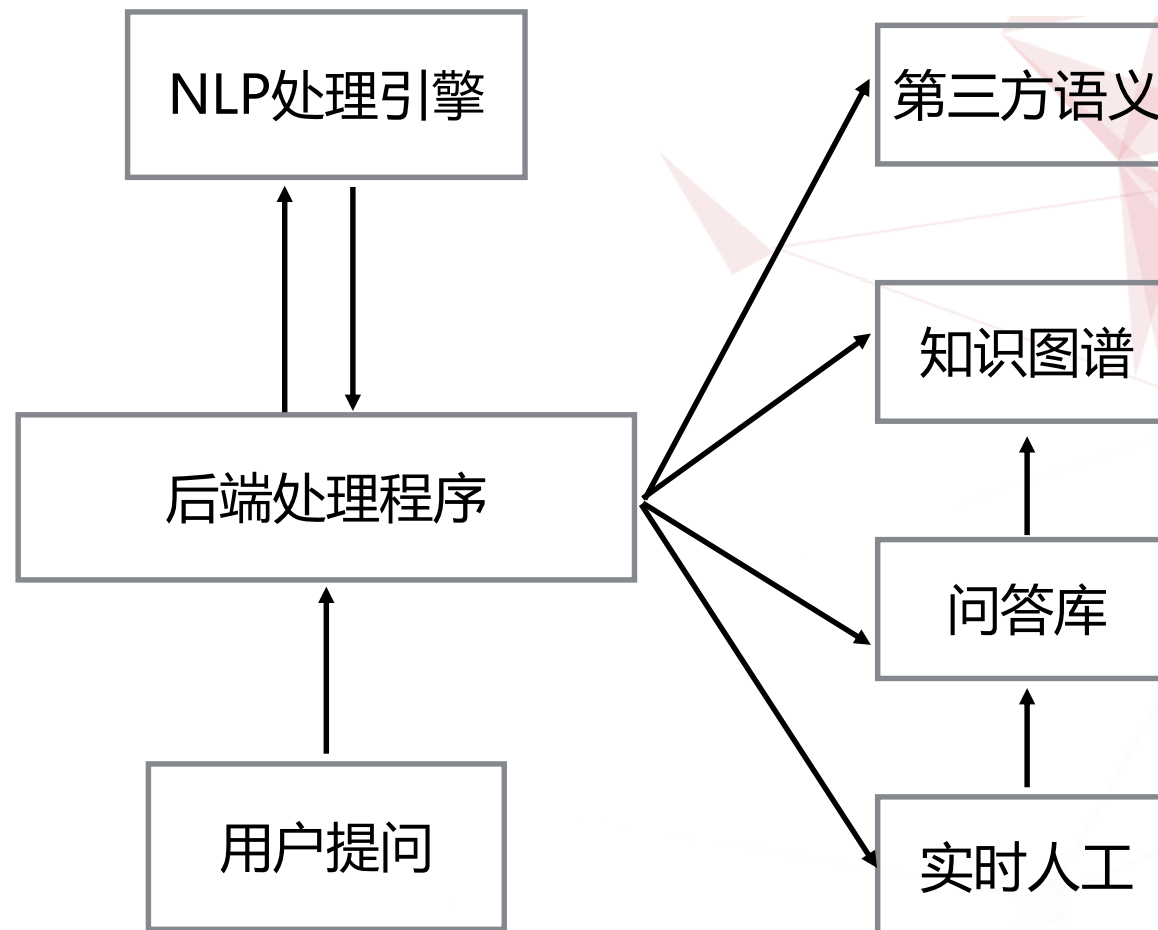 NLP处理引擎
第三方语义
知识图谱
后端处理程序
问答库
用户提问
实时人工